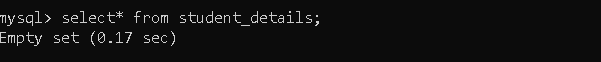 mysql> select* from student_details;
Empty set (0.17 sec)